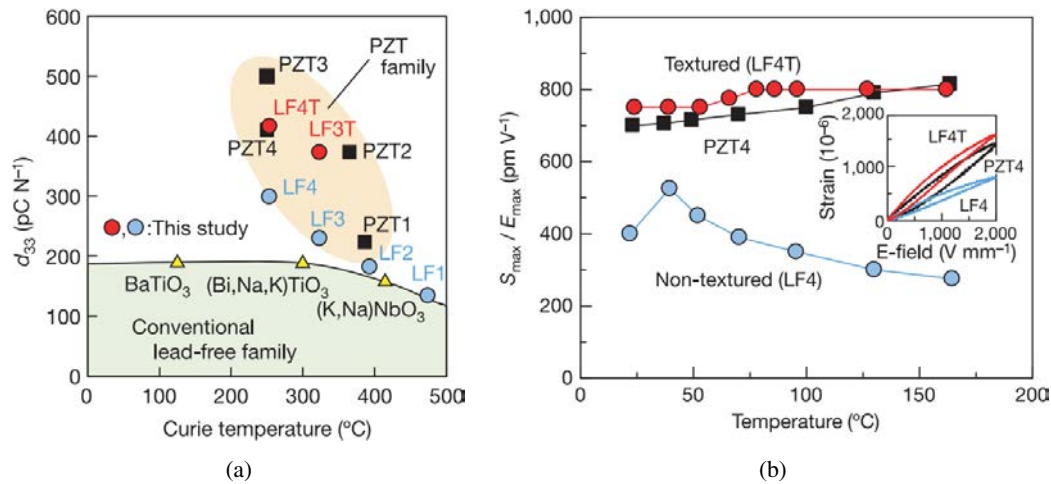 600
500
400
300
200
100
0
d₃₃ (pC N⁻¹)
0 100 200 300 400 500
Curie temperature (ºC)
PZT3
PZT
family
LF4T
LF3T
PZT4
PZT2
LF4
LF3
PZT1
,  :This study
LF2
LF1
BaTiO₃
(Bi,Na,K)TiO₃
(K,Na)NbO₃
Conventional
lead-free family
(a)
1,000
800
600
400
200
0
Sₘₐₓ / Eₘₐₓ (pm V⁻¹)
0 50 100 150 200
Temperature (ºC)
Textured (LF4T)
PZT4
Non-textured (LF4)
2,000
1,000
0
Strain (10⁻⁶)
LF4T
PZT4
LF4
0 1,000 2,000
E-field (V mm⁻¹)
(b)